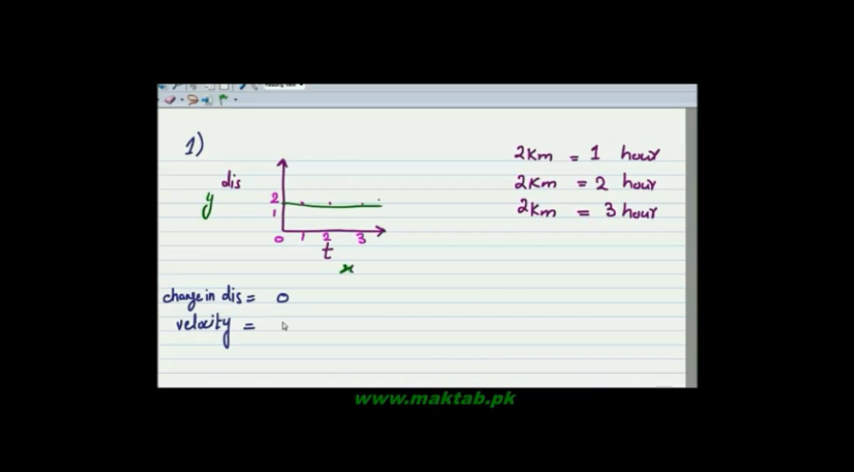 1)
2Km = 1 hour
2Km = 2 hour
2Km = 3 hour
dis
y
2
1
0 1 2 3
t
x
change in dis = 0
velocity =
www.maktab.pk